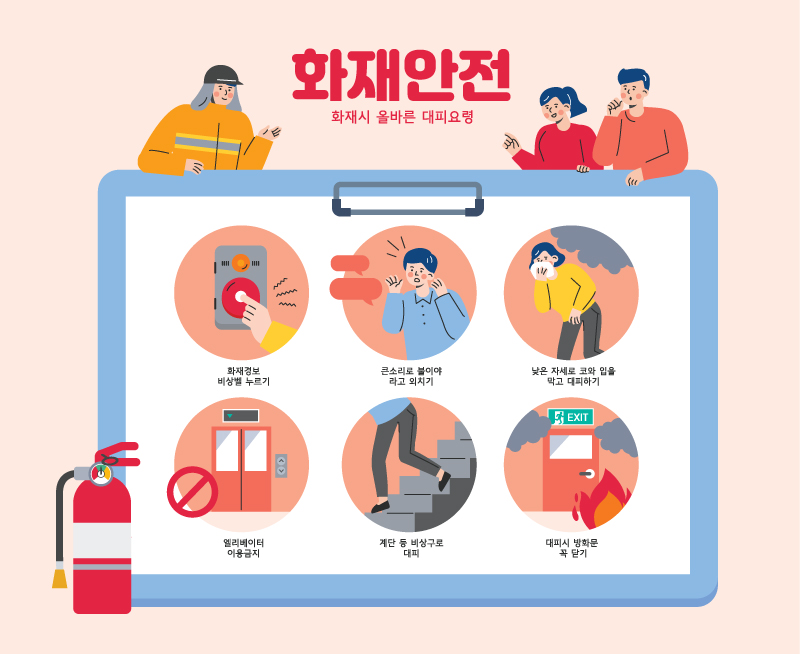 화재안전
화재시 올바른 대피요령
화재경보
비상벨 누르기
큰소리로 불이야
라고 외치기
낮은 자세로 코와 입을
막고 대피하기
EXIT
엘리베이터
이용금지
계단 등 비상구로
대피
대피시 방화문
꼭 닫기